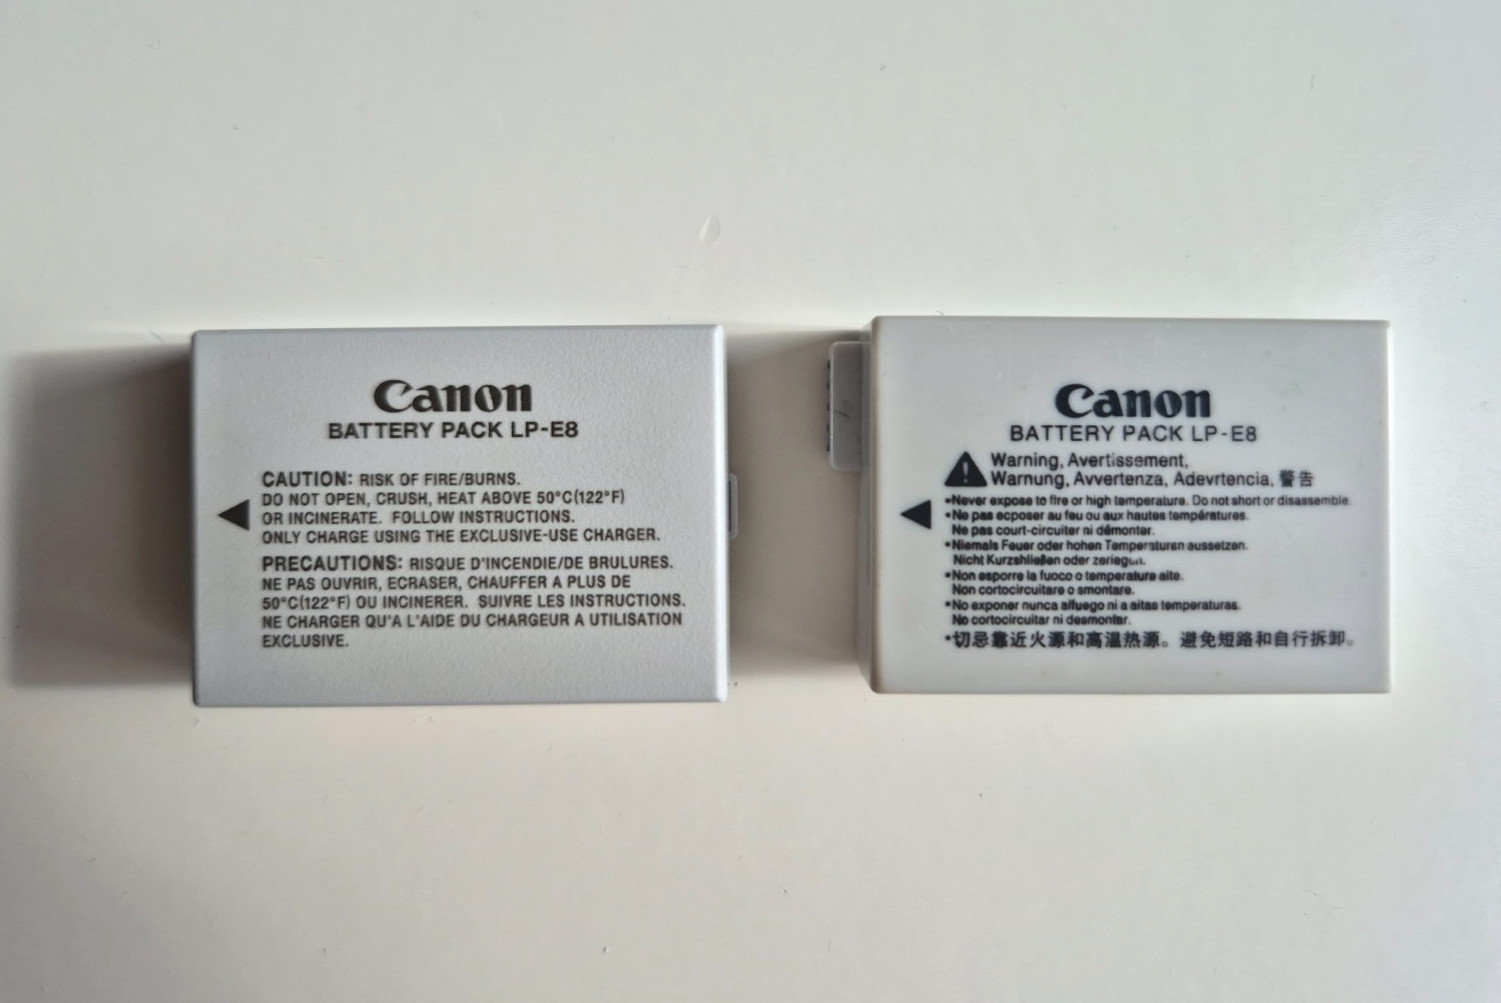 Canon
BATTERY PACK LP-E8
CAUTION: RISK OF FIRE/BURNS.
DO NOT OPEN, CRUSH, HEAT ABOVE 50°C(122°F)
OR INCINERATE. FOLLOW INSTRUCTIONS.
ONLY CHARGE USING THE EXCLUSIVE-USE CHARGER.
PRECAUTIONS: RISQUE D'INCENDIE/DE BRULURES.
NE PAS OUVRIR, ECRASER, CHAUFFER A PLUS DE
50°C(122°F) OU INCINERER. SUIVRE LES INSTRUCTIONS.
NE CHARGER QU'A L'AIDE DU CHARGEUR A UTILISATION
EXCLUSIVE.
Canon
BATTERY PACK LP-E8
Warning, Avertissement,
Warnung, Avvertenza, Adevrtencia, 警告
•Never expose to fire or high temperature. Do not short or disassemble.
•Ne pas ecposer au feu ou aux hautes températures.
Ne pas court-circuiter ni démonter.
•Niemals Feuer oder hohen Temperaturen aussetzen.
Nicht Kurzshließen oder zerlegun.
•Non esporre la fuoco o temperature alte.
Non cortocircuitare o smontare.
•No exponer nunca alfuego ni a aitas temperaturas.
No cortocircuitar ni desmontar.
•切忌靠近火源和高温热源。避免短路和自行拆卸。